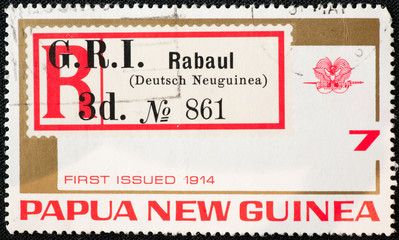 G.R.I. Rabaul
(Deutsch Neuguinea)
R
3d. № 861
7
FIRST ISSUED 1914
PAPUA NEW GUINEA